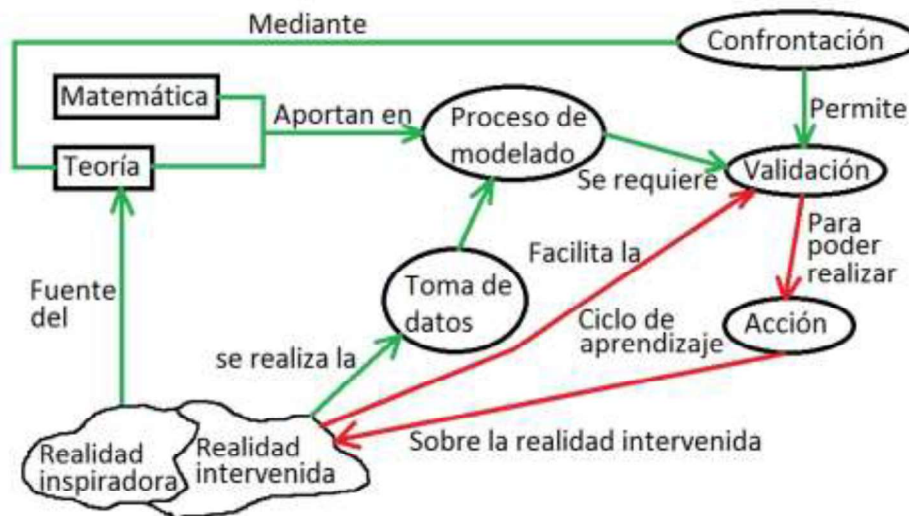 Mediante
Confrontación
Matemática
Aportan en
Proceso de
modelado
Permite
Teoría
Se requiere
Validación
Fuente
del
Toma de
datos
Facilita la
Para
poder
realizar
se realiza la
Ciclo de
aprendizaje
Acción
Realidad
inspiradora
Realidad
intervenida
Sobre la realidad intervenida